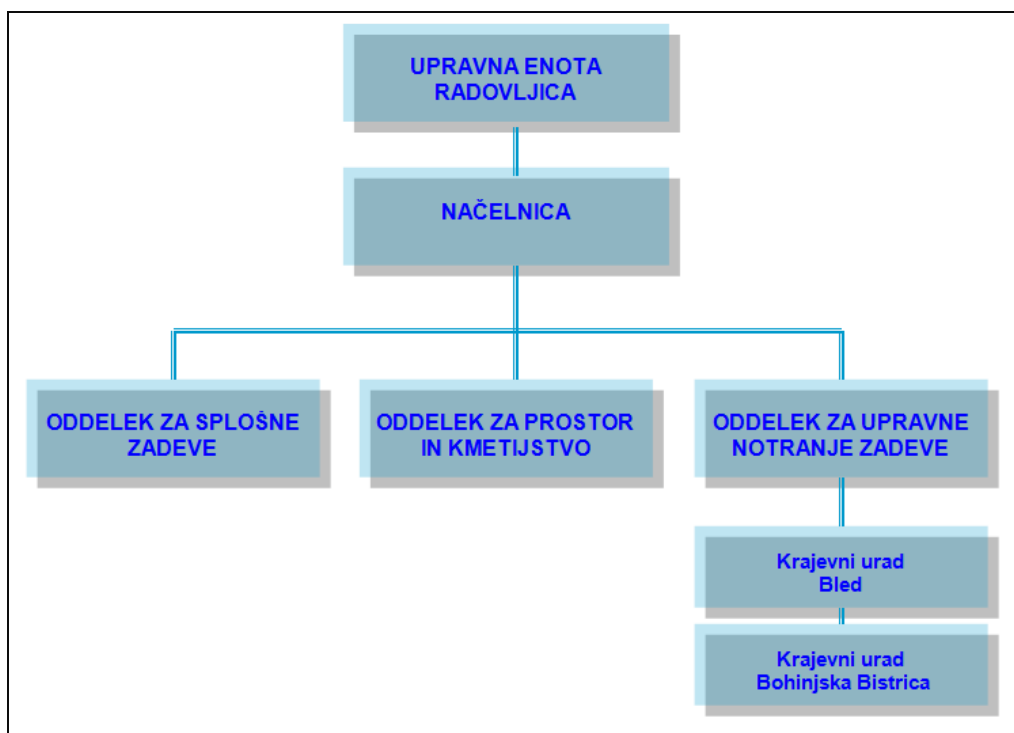 UPRAVNA ENOTA
RADOVLJICA
NAČELNICA
ODDELEK ZA SPLOŠNE
ZADEVE
ODDELEK ZA PROSTOR
IN KMETIJSTVO
ODDELEK ZA UPRAVNE
NOTRANJE ZADEVE
Krajevni urad
Bled
Krajevni urad
Bohinjska Bistrica